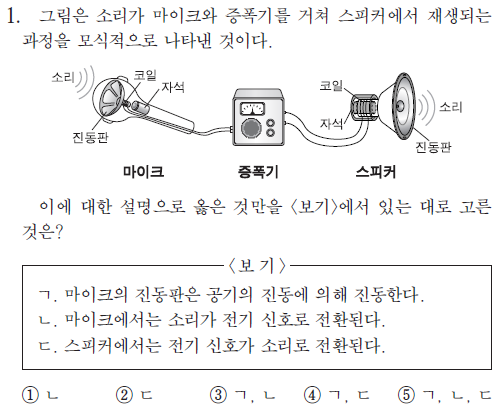 1. 그림은 소리가 마이크와 증폭기를 거쳐 스피커에서 재생되는
과정을 모식적으로 나타낸 것이다.
소리
코일
자석
진동판
마이크
증폭기
코일
자석
소리
진동판
스피커
이에 대한 설명으로 옳은 것만을 <보기>에서 있는 대로 고른
것은?
<보 기>
ㄱ. 마이크의 진동판은 공기의 진동에 의해 진동한다.
ㄴ. 마이크에서는 소리가 전기 신호로 전환된다.
ㄷ. 스피커에서는 전기 신호가 소리로 전환된다.
① ㄴ ② ㄷ ③ ㄱ, ㄴ ④ ㄱ, ㄷ ⑤ ㄱ, ㄴ, ㄷ